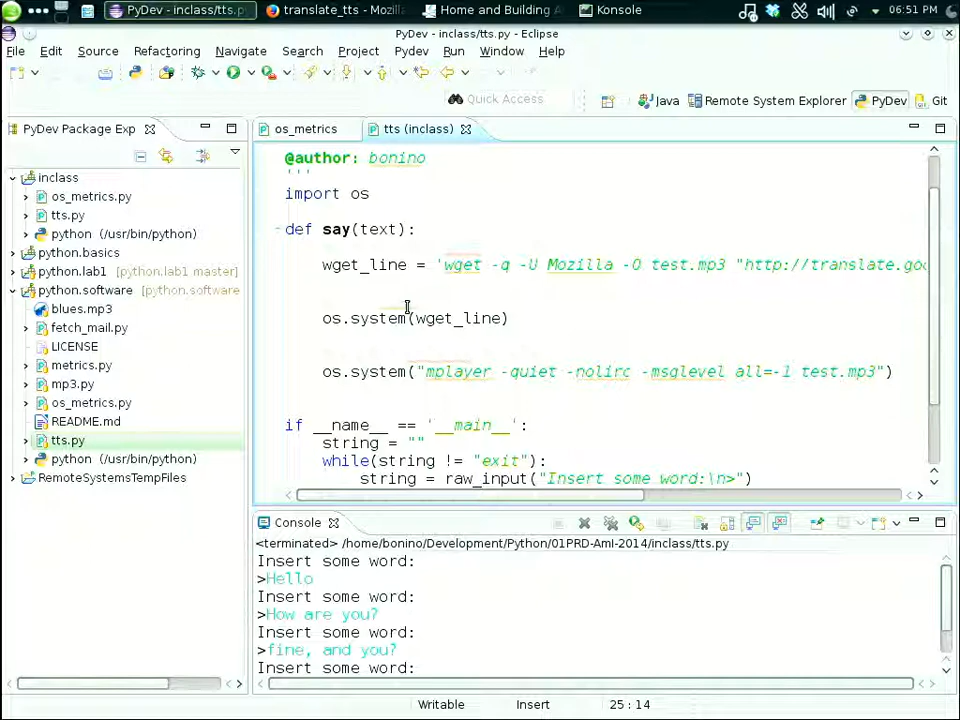 PyDev - inclass/tts.py
translate_tts - Mozill
Home and Building A
Konsole
06:51 PM
PyDev - inclass/tts.py - Eclipse
File Edit Source Refactoring Navigate Search Project Pydev Run Window Help
Quick Access
Java
Remote System Explorer
PyDev
Git
PyDev Package Exp
os_metrics
tts (inclass)
inclass
os_metrics.py
tts.py
python (/usr/bin/python)
python.basics
python.lab1 [python.lab1 master]
python.software [python.software
blues.mp3
fetch_mail.py
LICENSE
metrics.py
mp3.py
os_metrics.py
README.md
tts.py
python (/usr/bin/python)
RemoteSystemsTempFiles
@author: bonino
'''
import os
def say(text):
wget_line = 'wget -q -U Mozilla -O test.mp3 "http://translate.goo
os.system(wget_line)
os.system("mplayer -quiet -nolirc -msglevel all=-1 test.mp3")
if __name__ == '__main__':
string = ""
while(string != "exit"):
string = raw_input("Insert some word:\n>")
Console
<terminated> /home/bonino/Development/Python/01PRD-AmI-2014/inclass/tts.py
Insert some word:
>Hello
Insert some word:
>How are you?
Insert some word:
>fine, and you?
Insert some word:
Writable
Insert
25 : 14